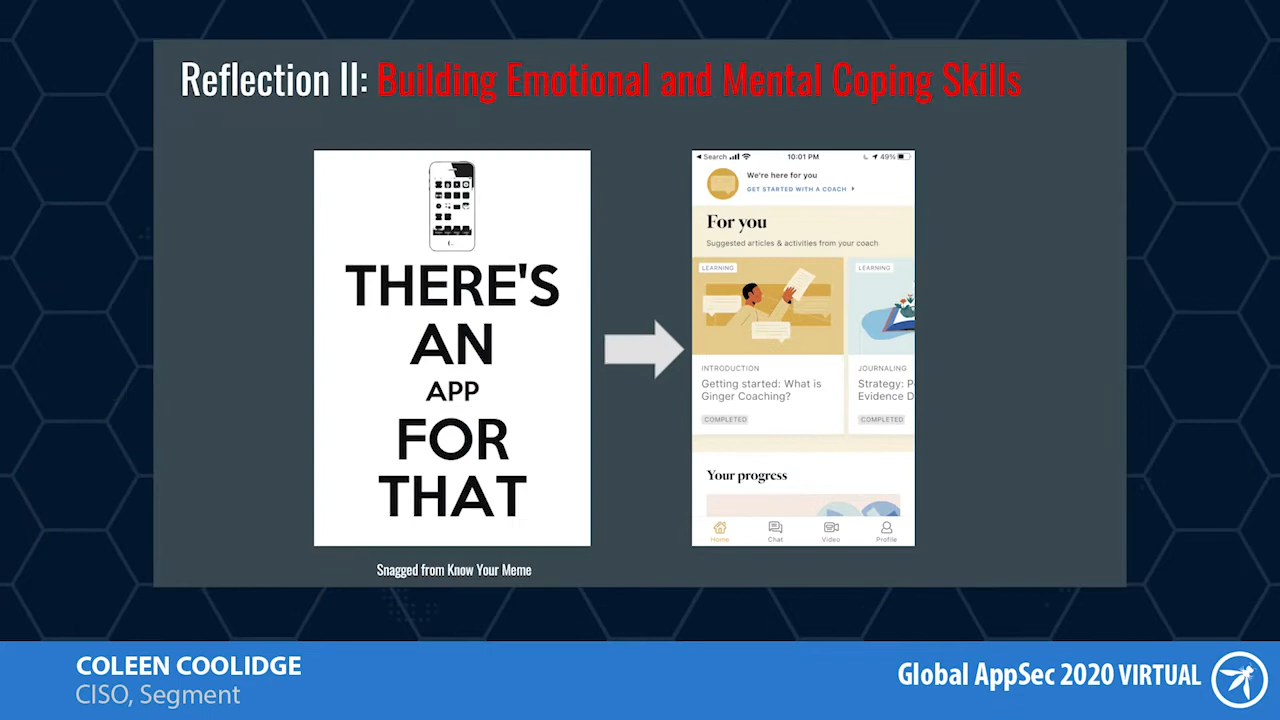 Reflection II: Building Emotional and Mental Coping Skills
THERE'S
AN
APP
FOR
THAT
Snagged from Know Your Meme
Search
10:01 PM
49%
We're here for you
GET STARTED WITH A COACH
For you
Suggested articles & activities from your coach
LEARNING
INTRODUCTION
Getting started: What is
Ginger Coaching?
COMPLETED
LEARNING
JOURNALING
Strategy: P
Evidence D
COMPLETED
Your progress
Home
Chat
Video
Profile
COLEEN COOLIDGE
CISO, Segment
Global AppSec 2020 VIRTUAL